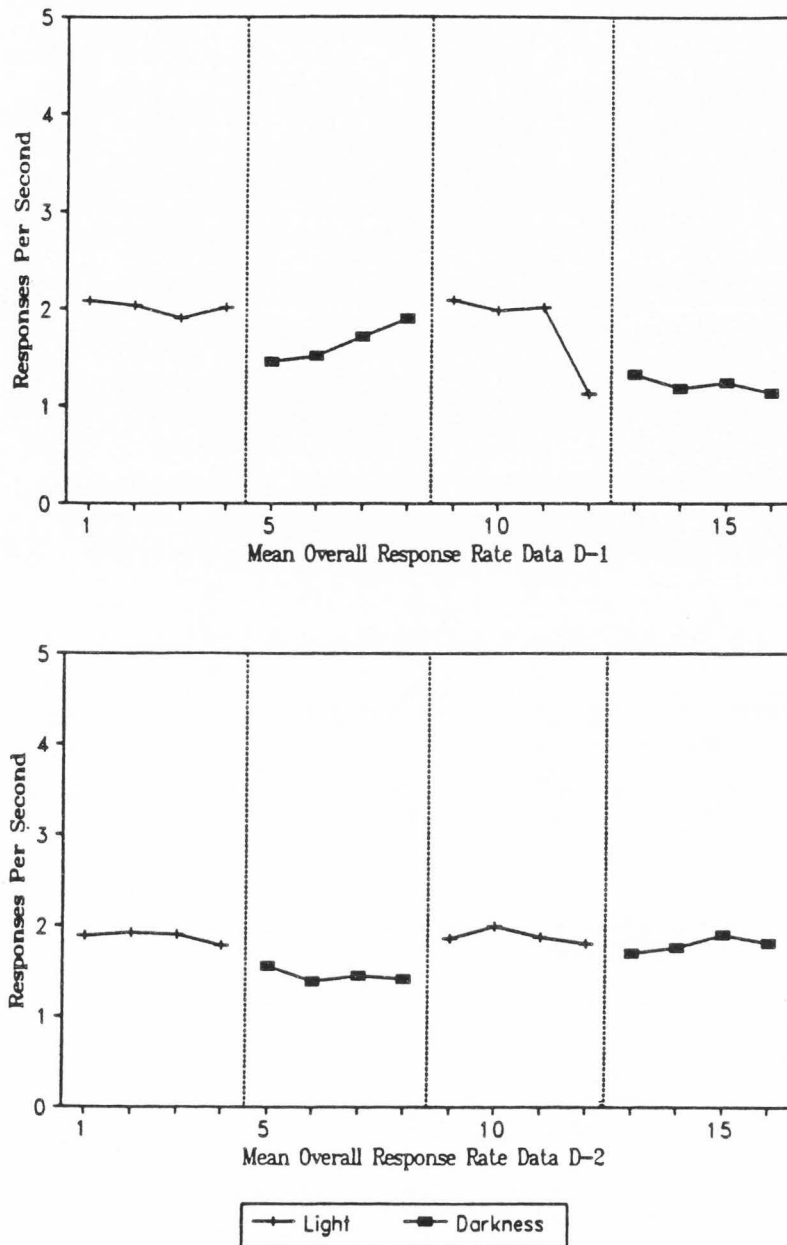 5
4
3
2
1
0
Responses Per Second
1 5 10 15
Mean Overall Response Rate Data D-1
5
4
3
2
1
0
Responses Per Second
1 5 10 15
Mean Overall Response Rate Data D-2
Light Darkness